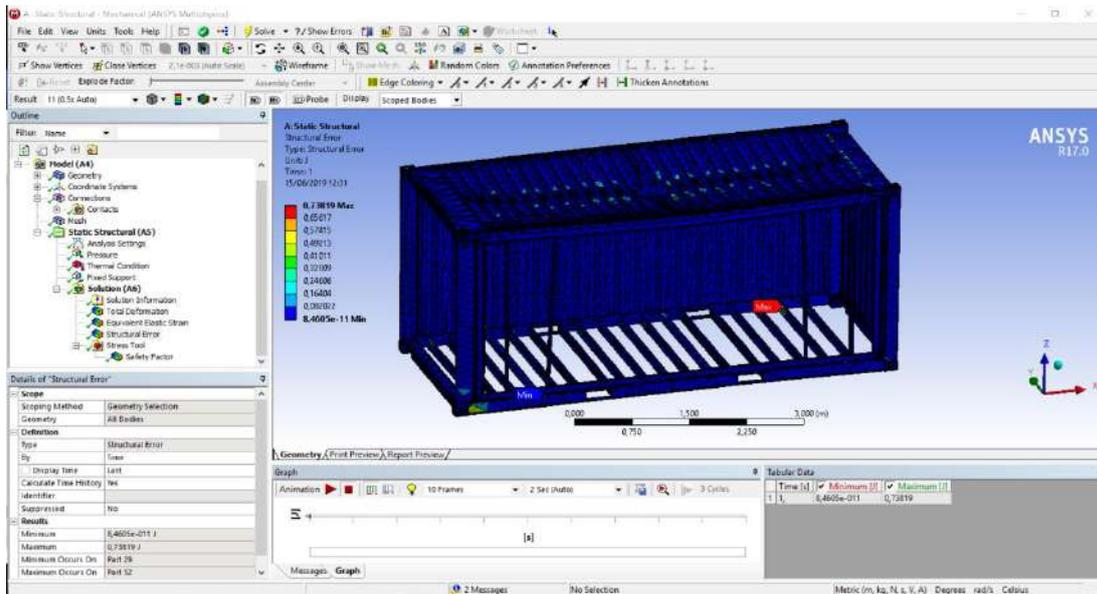 A: Static Structural - Mechanical [ANSYS Multiphysics]
File Edit View Units Tools Help Solve ?/Show Errors Worksheet
Show Vertices Close Vertices 2,1e-003 (Auto Scale) Wireframe Show Mesh Random Colors Annotation Preferences
Reset Explode Factor: Assembly Center Edge Coloring Thicken Annotations
Result 11 (0.5x Auto) Probe Display Scoped Bodies
Outline
Filter: Name
Model (A4)
Geometry
Coordinate Systems
Connections
Contacts
Mesh
Static Structural (A5)
Analysis Settings
Pressure
Thermal Condition
Fixed Support
Solution (A6)
Solution Information
Total Deformation
Equivalent Elastic Strain
Structural Error
Stress Tool
Safety Factor
Details of "Structural Error"
Scope
Scoping Method Geometry Selection
Geometry All Bodies
Definition
Type Structural Error
By Time
Display Time Last
Calculate Time History Yes
Identifier
Suppressed No
Results
Minimum 8,4605e-011 J
Maximum 0,73819 J
Minimum Occurs On Part 29
Maximum Occurs On Part 52
A: Static Structural
Structural Error
Type: Structural Error
Unit: J
Time: 1
15/06/2019 12:31
0,73819 Max
0,65617
0,57415
0,49213
0,41011
0,32809
0,24606
0,16404
0,082022
8,4605e-11 Min
ANSYS
R17.0
Max
Min
0,000 1,500 3,000 (m)
0,750 2,250
Z
Y
X
Geometry Print Preview Report Preview
Graph
Animation 10 Frames 2 Sec (Auto) 3 Cycles
[s]
Messages Graph
Tabular Data
Time [s] Minimum [J] Maximum [J]
1 1, 8,4605e-011 0,73819
2 Messages No Selection Metric (m, kg, N, s, V, A) Degrees rad/s Celsius